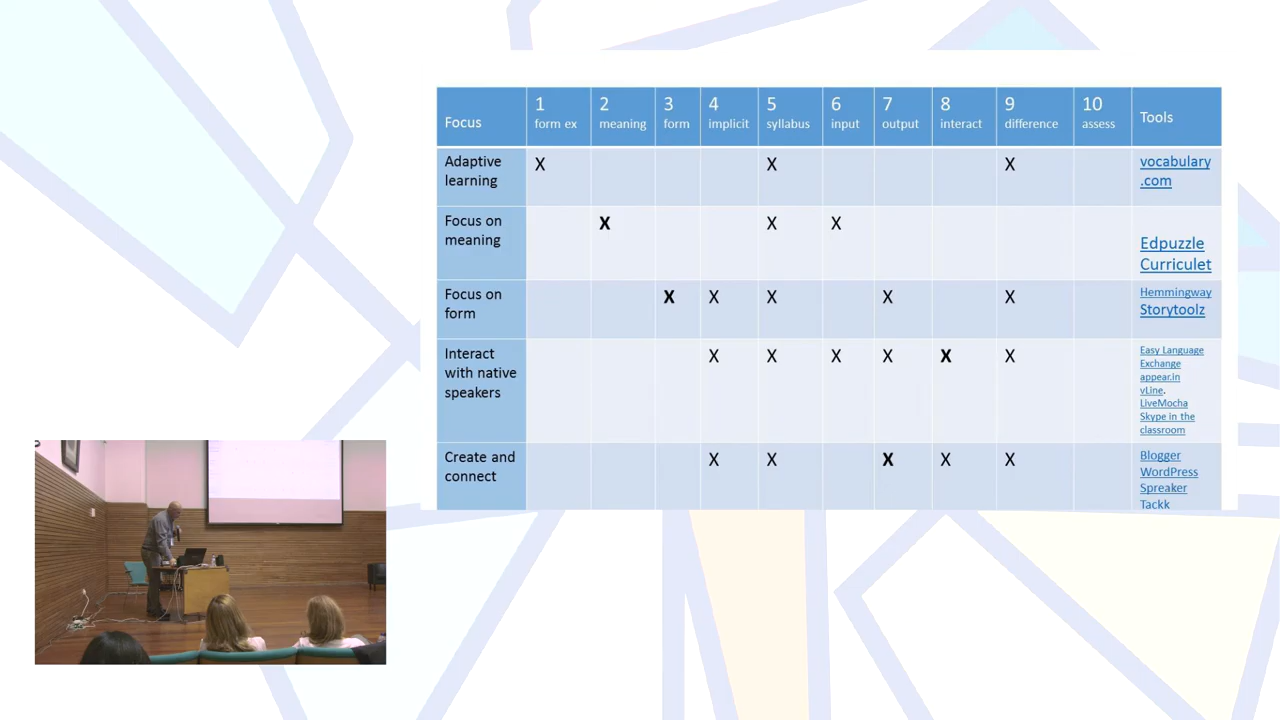 Focus 1 form ex 2 meaning 3 form 4 implicit 5 syllabus 6 input 7 output 8 interact 9 difference 10 assess Tools
Adaptive learning X X X vocabulary.com
Focus on meaning X X X Edpuzzle Curriculet
Focus on form X X X X X Hemmingway Storytoolz
Interact with native speakers X X X X X X Easy Language Exchange appear.in vLine. LiveMocha Skype in the classroom
Create and connect X X X X X Blogger WordPress Spreaker Tackk